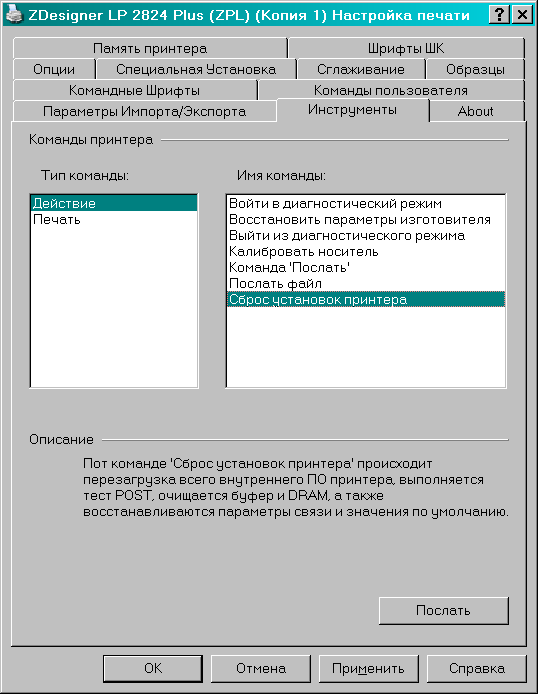 ZDesigner LP 2824 Plus (ZPL) (Копия 1) Настройка печати
Память принтера Шрифты ШК
Опции Специальная Установка Сглаживание Образцы
Командные Шрифты Команды пользователя
Параметры Импорта/Экспорта Инструменты About
Команды принтера
Тип команды: Имя команды:
Действие Войти в диагностический режим
Печать Восстановить параметры изготовителя
Выйти из диагностического режима
Калибровать носитель
Команда 'Послать'
Послать файл
Сброс установок принтера
Описание
Пот команде 'Сброс установок принтера' происходит
перезагрузка всего внутреннего ПО принтера, выполняется
тест POST, очищается буфер и DRAM, а также
восстанавливаются параметры связи и значения по умолчанию.
Послать
OK Отмена Применить Справка